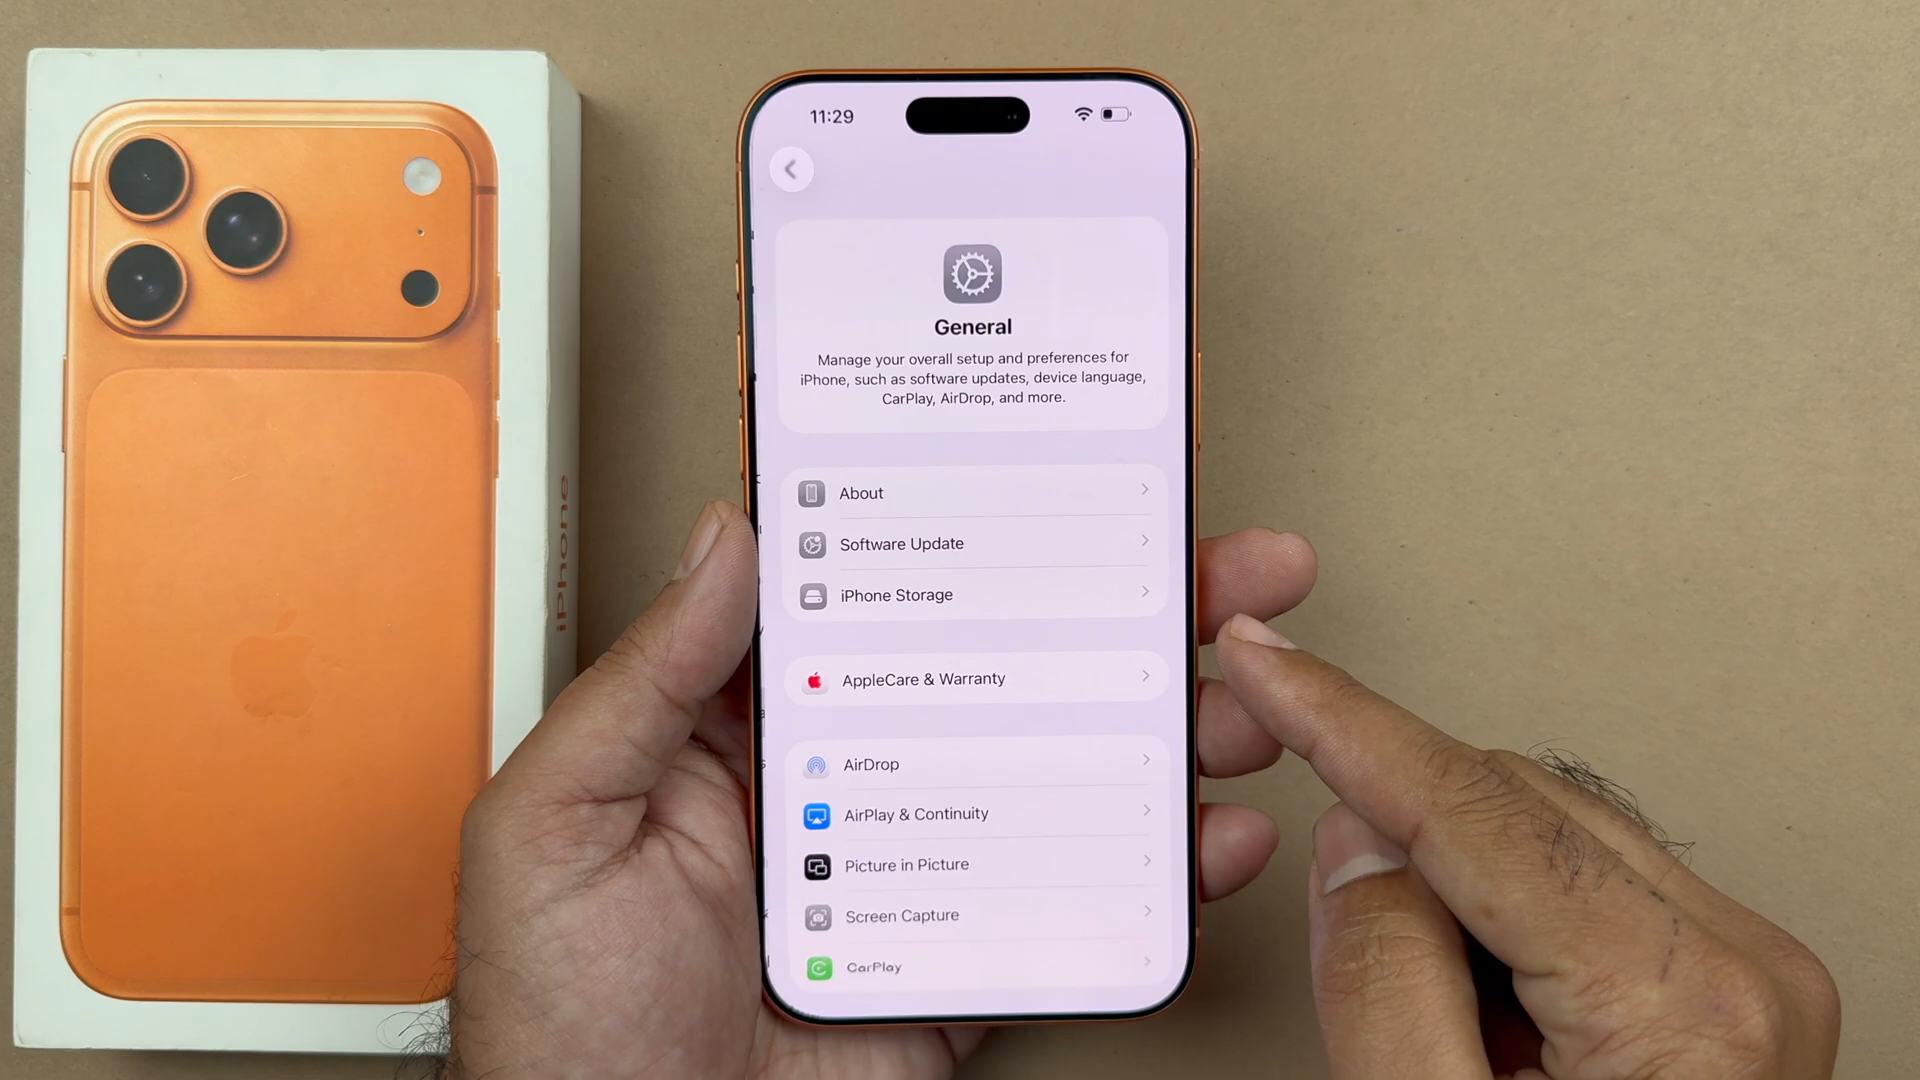 iPhone
11:29
General
Manage your overall setup and preferences for
iPhone, such as software updates, device language,
CarPlay, AirDrop, and more.
About
Software Update
iPhone Storage
AppleCare & Warranty
AirDrop
AirPlay & Continuity
Picture in Picture
Screen Capture
CarPlay